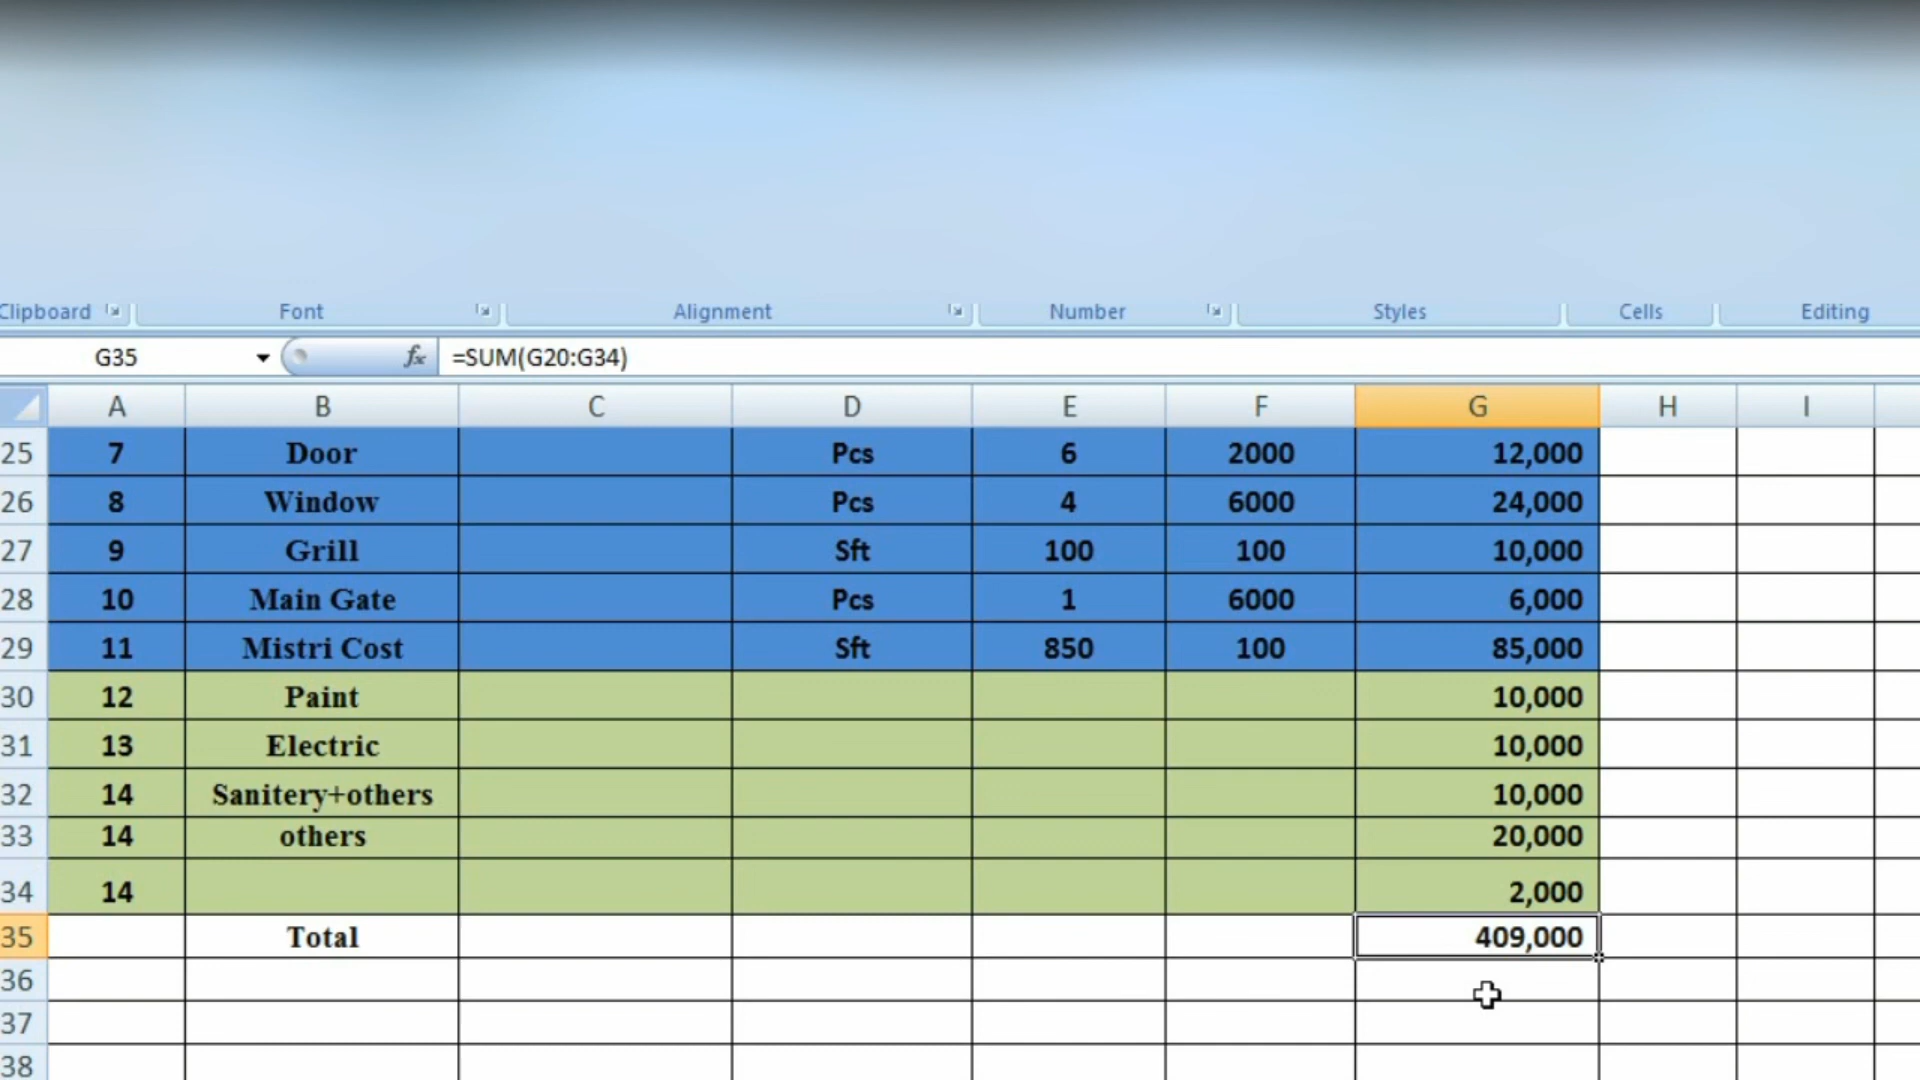 Clipboard Font Alignment Number Styles Cells Editing
G35 fx =SUM(G20:G34)
A B C D E F G H I
25 7 Door Pcs 6 2000 12,000
26 8 Window Pcs 4 6000 24,000
27 9 Grill Sft 100 100 10,000
28 10 Main Gate Pcs 1 6000 6,000
29 11 Mistri Cost Sft 850 100 85,000
30 12 Paint 10,000
31 13 Electric 10,000
32 14 Sanitery+others 10,000
33 14 others 20,000
34 14 2,000
35 Total 409,000
36
37
38